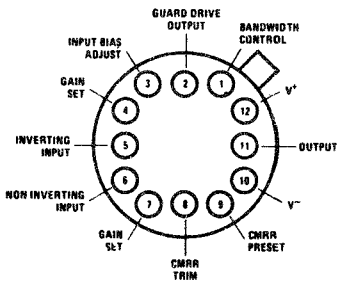 GUARD DRIVE
OUTPUT
BANDWIDTH
CONTROL
INPUT BIAS
ADJUST
GAIN
SET
V+
INVERTING
INPUT
OUTPUT
NON INVERTING
INPUT
V−
GAIN
SET
CMRR
PRESET
CMRR
TRIM
3
2
1
4
12
5
11
6
10
7
8
9